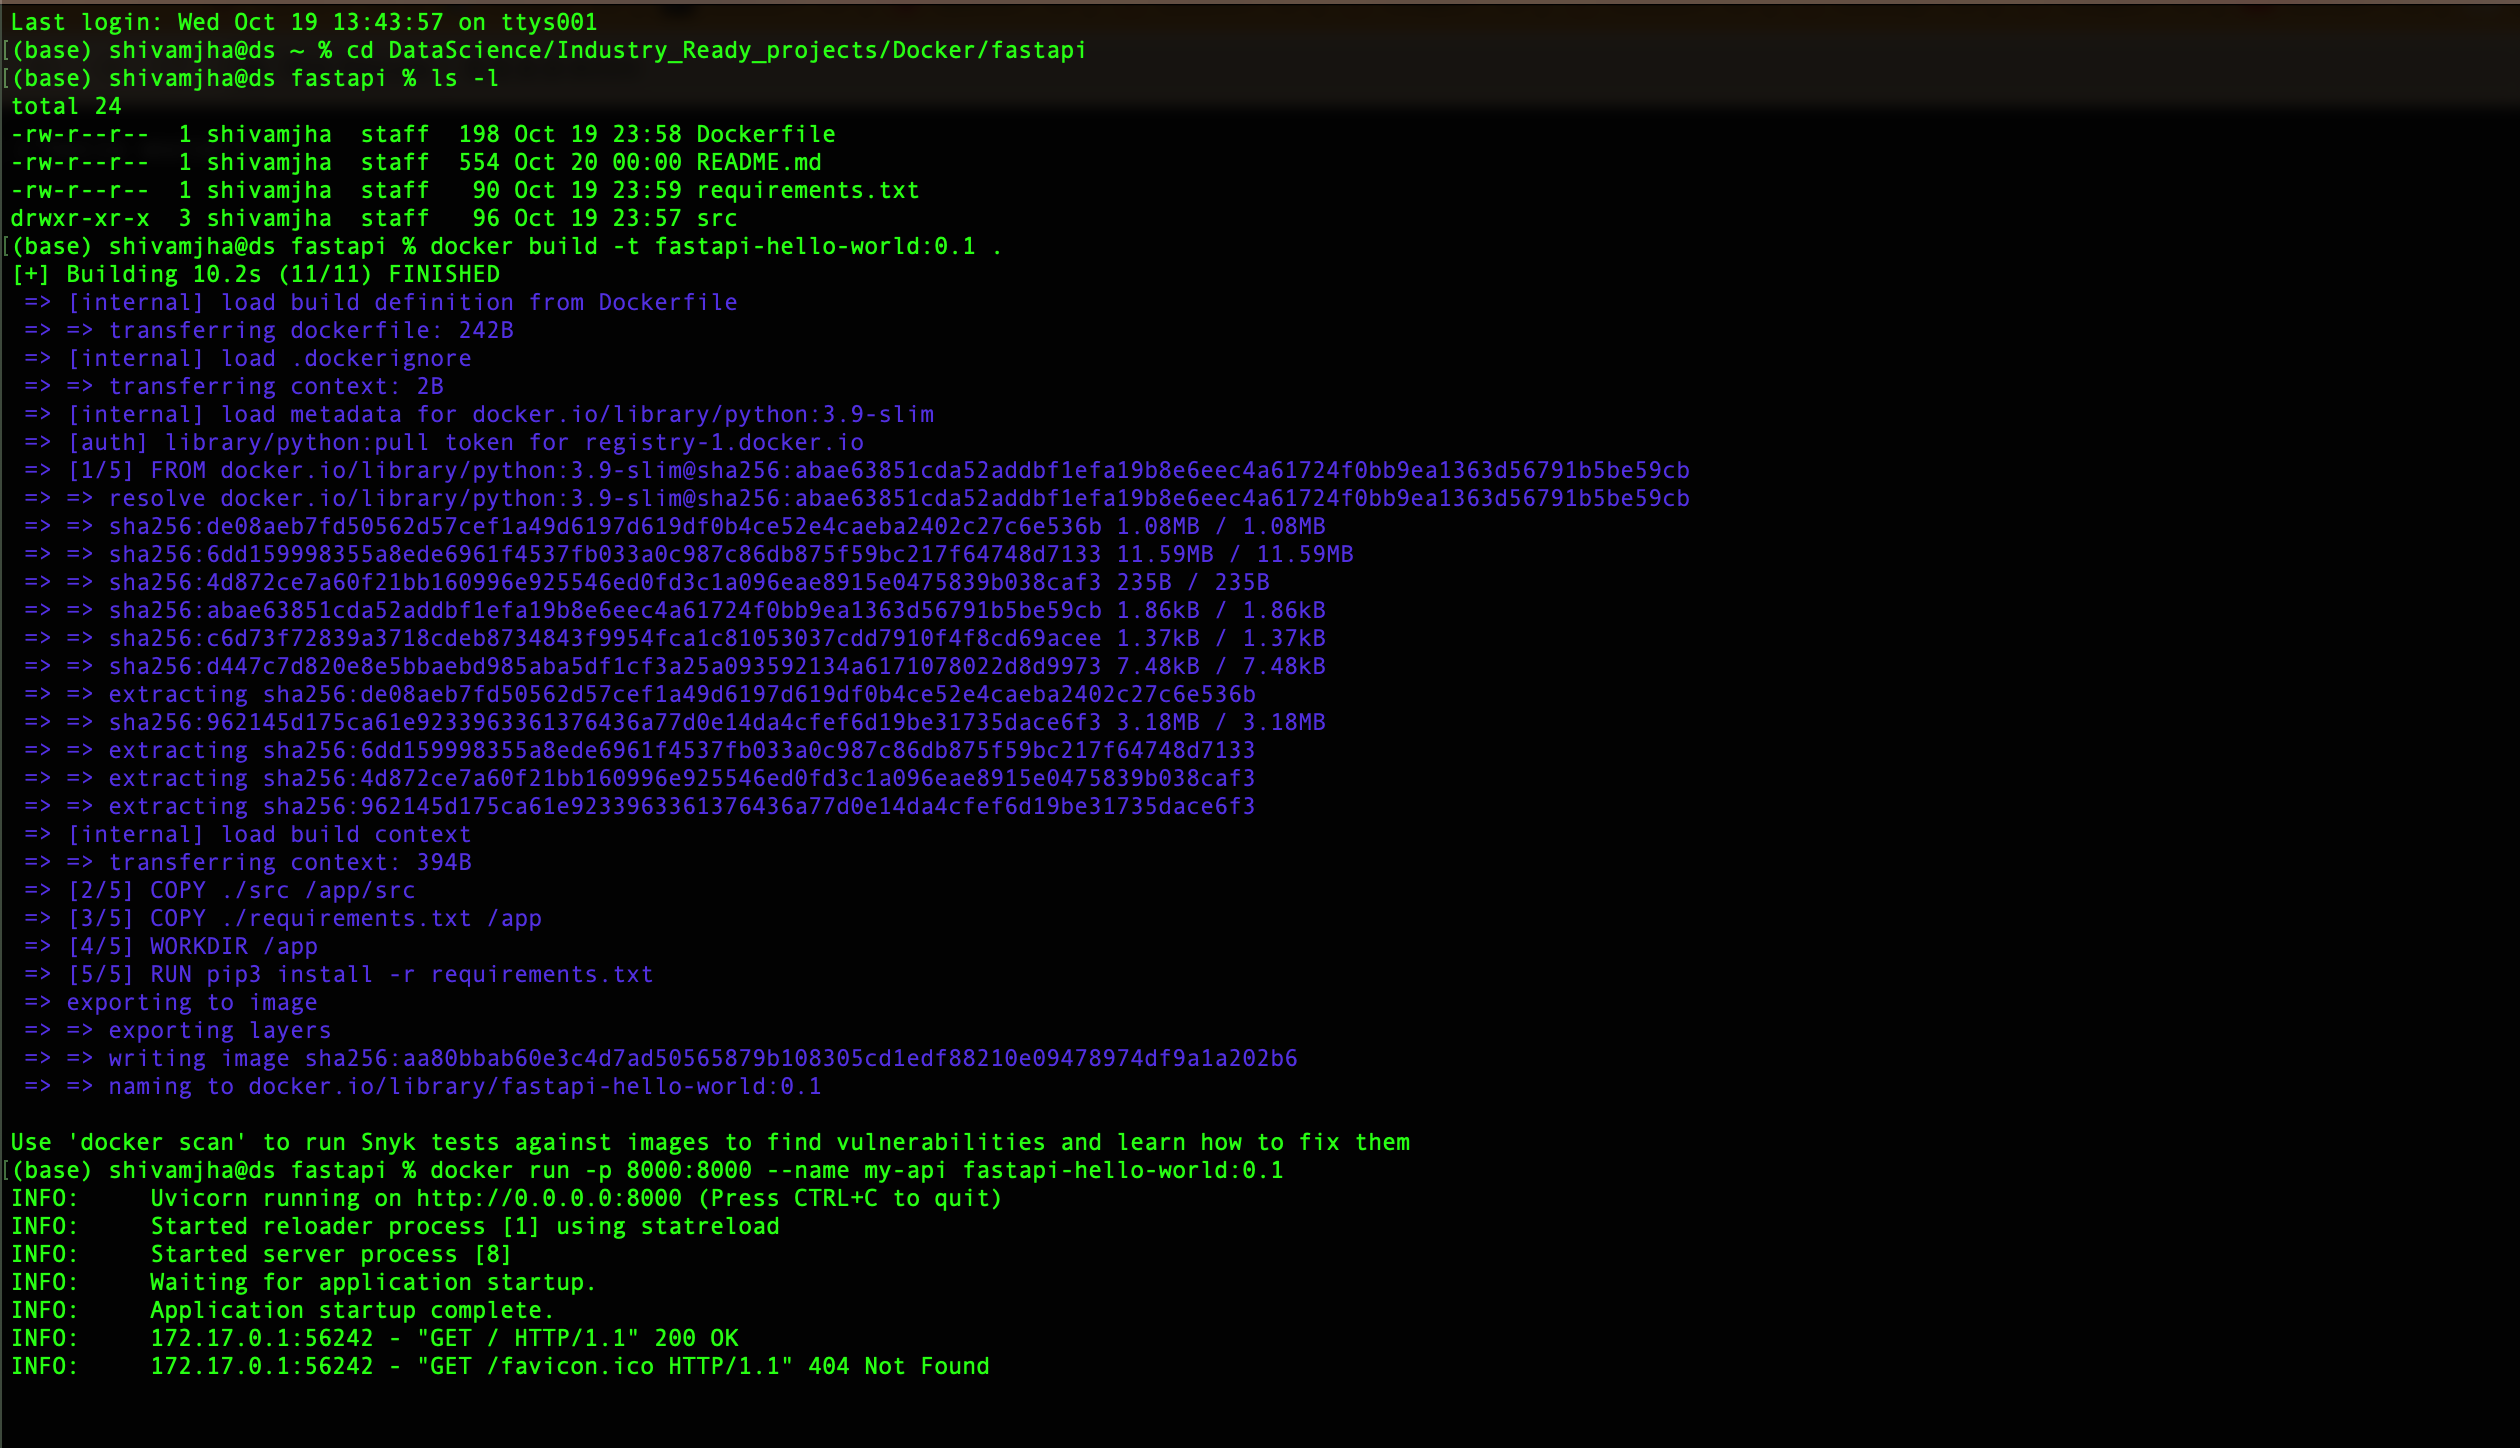 Last login: Wed Oct 19 13:43:57 on ttys001
[(base) shivamjha@ds ~ % cd DataScience/Industry_Ready_projects/Docker/fastapi
[(base) shivamjha@ds fastapi % ls -l
total 24
-rw-r--r--  1 shivamjha  staff  198 Oct 19 23:58 Dockerfile
-rw-r--r--  1 shivamjha  staff  554 Oct 20 00:00 README.md
-rw-r--r--  1 shivamjha  staff   90 Oct 19 23:59 requirements.txt
drwxr-xr-x  3 shivamjha  staff   96 Oct 19 23:57 src
[(base) shivamjha@ds fastapi % docker build -t fastapi-hello-world:0.1 .
[+] Building 10.2s (11/11) FINISHED
 => [internal] load build definition from Dockerfile
 => => transferring dockerfile: 242B
 => [internal] load .dockerignore
 => => transferring context: 2B
 => [internal] load metadata for docker.io/library/python:3.9-slim
 => [auth] library/python:pull token for registry-1.docker.io
 => [1/5] FROM docker.io/library/python:3.9-slim@sha256:abae63851cda52addbf1efa19b8e6eec4a61724f0bb9ea1363d56791b5be59cb
 => => resolve docker.io/library/python:3.9-slim@sha256:abae63851cda52addbf1efa19b8e6eec4a61724f0bb9ea1363d56791b5be59cb
 => => sha256:de08aeb7fd50562d57cef1a49d6197d619df0b4ce52e4caeba2402c27c6e536b 1.08MB / 1.08MB
 => => sha256:6dd159998355a8ede6961f4537fb033a0c987c86db875f59bc217f64748d7133 11.59MB / 11.59MB
 => => sha256:4d872ce7a60f21bb160996e925546ed0fd3c1a096eae8915e0475839b038caf3 235B / 235B
 => => sha256:abae63851cda52addbf1efa19b8e6eec4a61724f0bb9ea1363d56791b5be59cb 1.86kB / 1.86kB
 => => sha256:c6d73f72839a3718cdeb8734843f9954fca1c81053037cdd7910f4f8cd69acee 1.37kB / 1.37kB
 => => sha256:d447c7d820e8e5bbaebd985aba5df1cf3a25a093592134a6171078022d8d9973 7.48kB / 7.48kB
 => => extracting sha256:de08aeb7fd50562d57cef1a49d6197d619df0b4ce52e4caeba2402c27c6e536b
 => => sha256:962145d175ca61e92339633613​76436a77d0e14da4cfef6d19be31735dace6f3 3.18MB / 3.18MB
 => => extracting sha256:6dd159998355a8ede6961f4537fb033a0c987c86db875f59bc217f64748d7133
 => => extracting sha256:4d872ce7a60f21bb160996e925546ed0fd3c1a096eae8915e0475839b038caf3
 => => extracting sha256:962145d175ca61e9233963361376436a77d0e14da4cfef6d19be31735dace6f3
 => [internal] load build context
 => => transferring context: 394B
 => [2/5] COPY ./src /app/src
 => [3/5] COPY ./requirements.txt /app
 => [4/5] WORKDIR /app
 => [5/5] RUN pip3 install -r requirements.txt
 => exporting to image
 => => exporting layers
 => => writing image sha256:aa80bbab60e3c4d7ad50565879b108305cd1edf88210e09478974df9a1a202b6
 => => naming to docker.io/library/fastapi-hello-world:0.1
Use 'docker scan' to run Snyk tests against images to find vulnerabilities and learn how to fix them
[(base) shivamjha@ds fastapi % docker run -p 8000:8000 --name my-api fastapi-hello-world:0.1
INFO:     Uvicorn running on http://0.0.0.0:8000 (Press CTRL+C to quit)
INFO:     Started reloader process [1] using statreload
INFO:     Started server process [8]
INFO:     Waiting for application startup.
INFO:     Application startup complete.
INFO:     172.17.0.1:56242 - "GET / HTTP/1.1" 200 OK
INFO:     172.17.0.1:56242 - "GET /favicon.ico HTTP/1.1" 404 Not Found